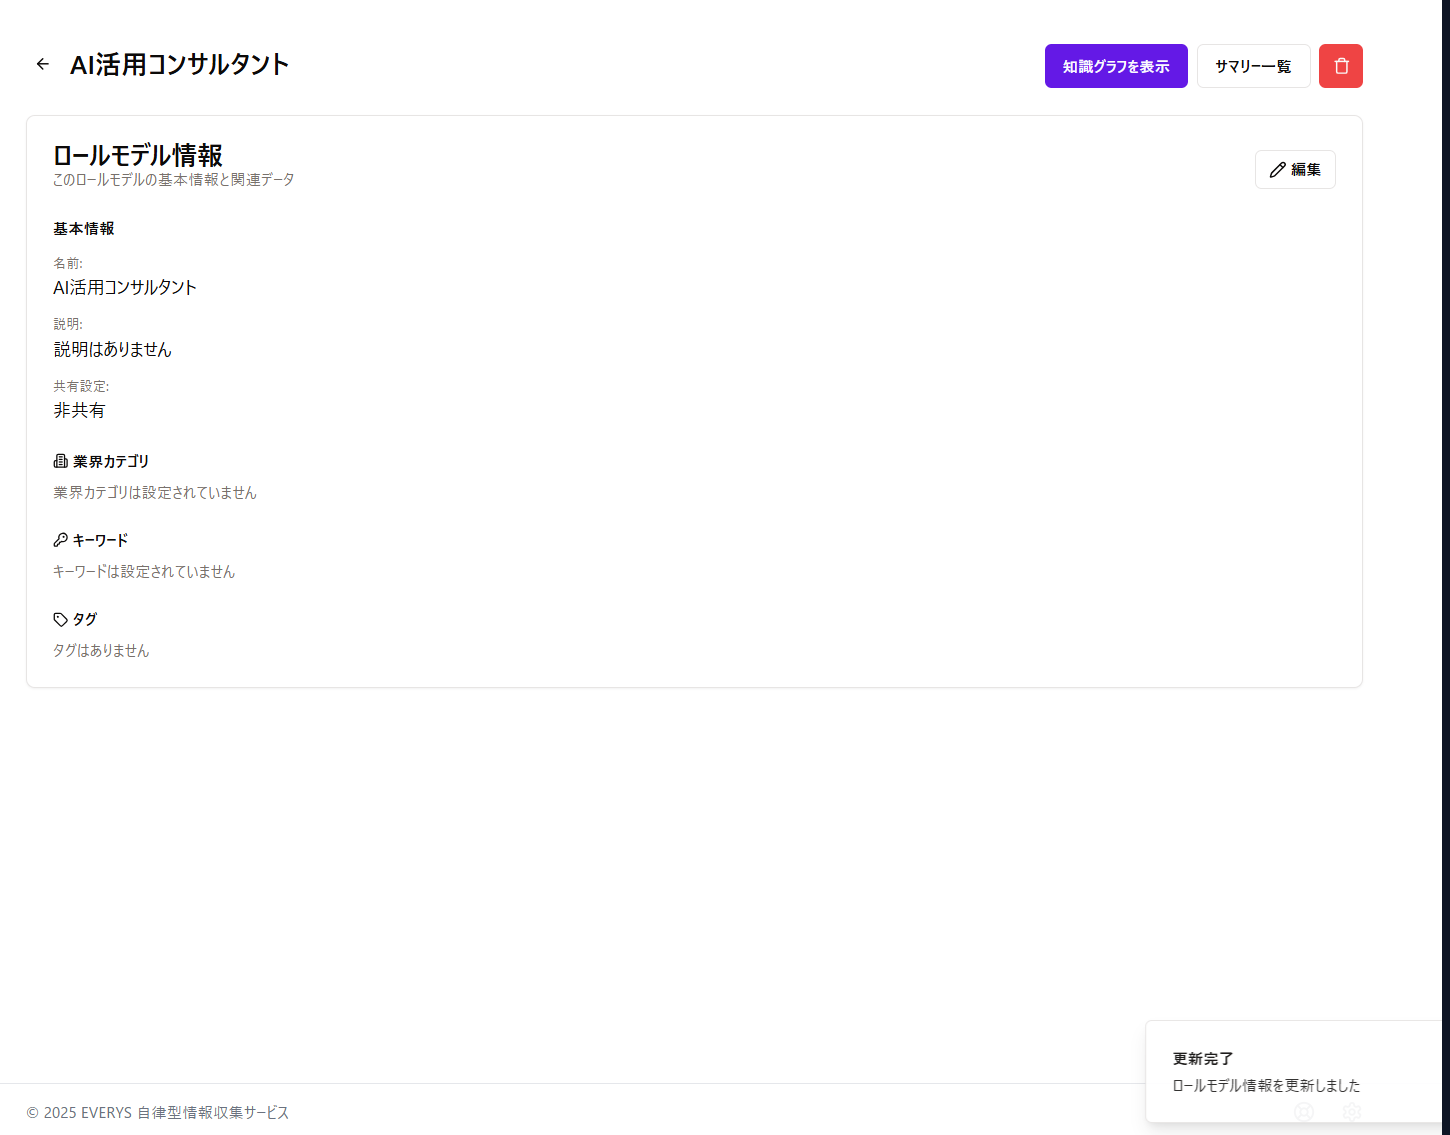 AI活用コンサルタント
知識グラフを表示
サマリー一覧
ロールモデル情報
このロールモデルの基本情報と関連データ
編集
基本情報
名前:
AI活用コンサルタント
説明:
説明はありません
共有設定:
非共有
業界カテゴリ
業界カテゴリは設定されていません
キーワード
キーワードは設定されていません
タグ
タグはありません
更新完了
ロールモデル情報を更新しました
© 2025 EVERYS 自律型情報収集サービス